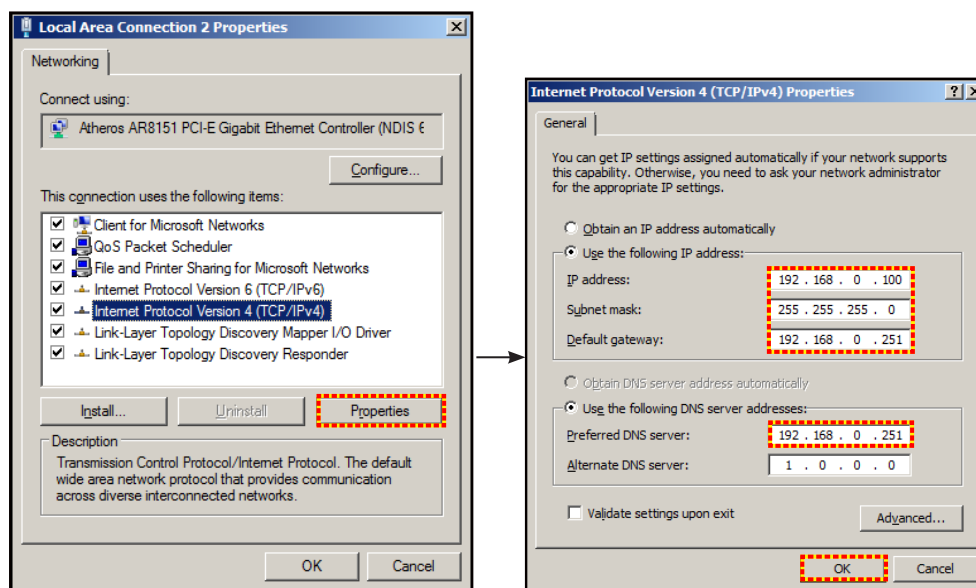 Local Area Connection 2 Properties
Networking
Connect using:
Atheros AR8151 PCI-E Gigabit Ethernet Controller (NDIS 6
Configure...
This connection uses the following items:
Client for Microsoft Networks
QoS Packet Scheduler
File and Printer Sharing for Microsoft Networks
Internet Protocol Version 6 (TCP/IPv6)
Internet Protocol Version 4 (TCP/IPv4)
Link-Layer Topology Discovery Mapper I/O Driver
Link-Layer Topology Discovery Responder
Install...
Uninstall
Properties
Description
Transmission Control Protocol/Internet Protocol. The default
wide area network protocol that provides communication
across diverse interconnected networks.
OK
Cancel
Internet Protocol Version 4 (TCP/IPv4) Properties
General
You can get IP settings assigned automatically if your network supports
this capability. Otherwise, you need to ask your network administrator
for the appropriate IP settings.
Obtain an IP address automatically
Use the following IP address:
IP address: 192 . 168 . 0 . 100
Subnet mask: 255 . 255 . 255 . 0
Default gateway: 192 . 168 . 0 . 251
Obtain DNS server address automatically
Use the following DNS server addresses:
Preferred DNS server: 192 . 168 . 0 . 251
Alternate DNS server: 1 . 0 . 0 . 0
Validate settings upon exit
Advanced...
OK
Cancel